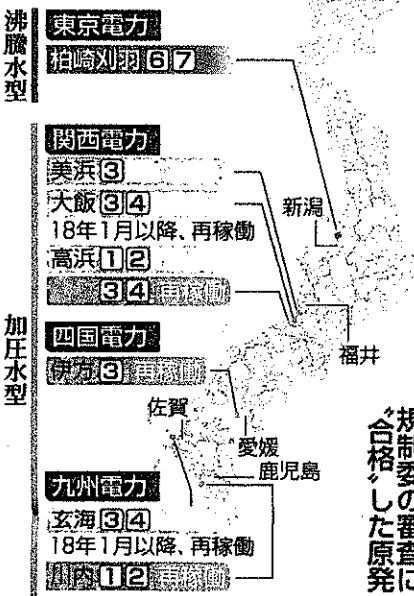 規制委の審査に
〝合格〟した原発
沸騰水型
東京電力
柏崎刈羽 6 7
加圧水型
関西電力
美浜 3
大飯 3 4
18年1月以降、再稼働
高浜 1 2
3 4 再稼働
四国電力
伊方 3 再稼働
九州電力
玄海 3 4
18年1月以降、再稼働
川内 1 2 再稼働
新潟
福井
佐賀
愛媛
鹿児島